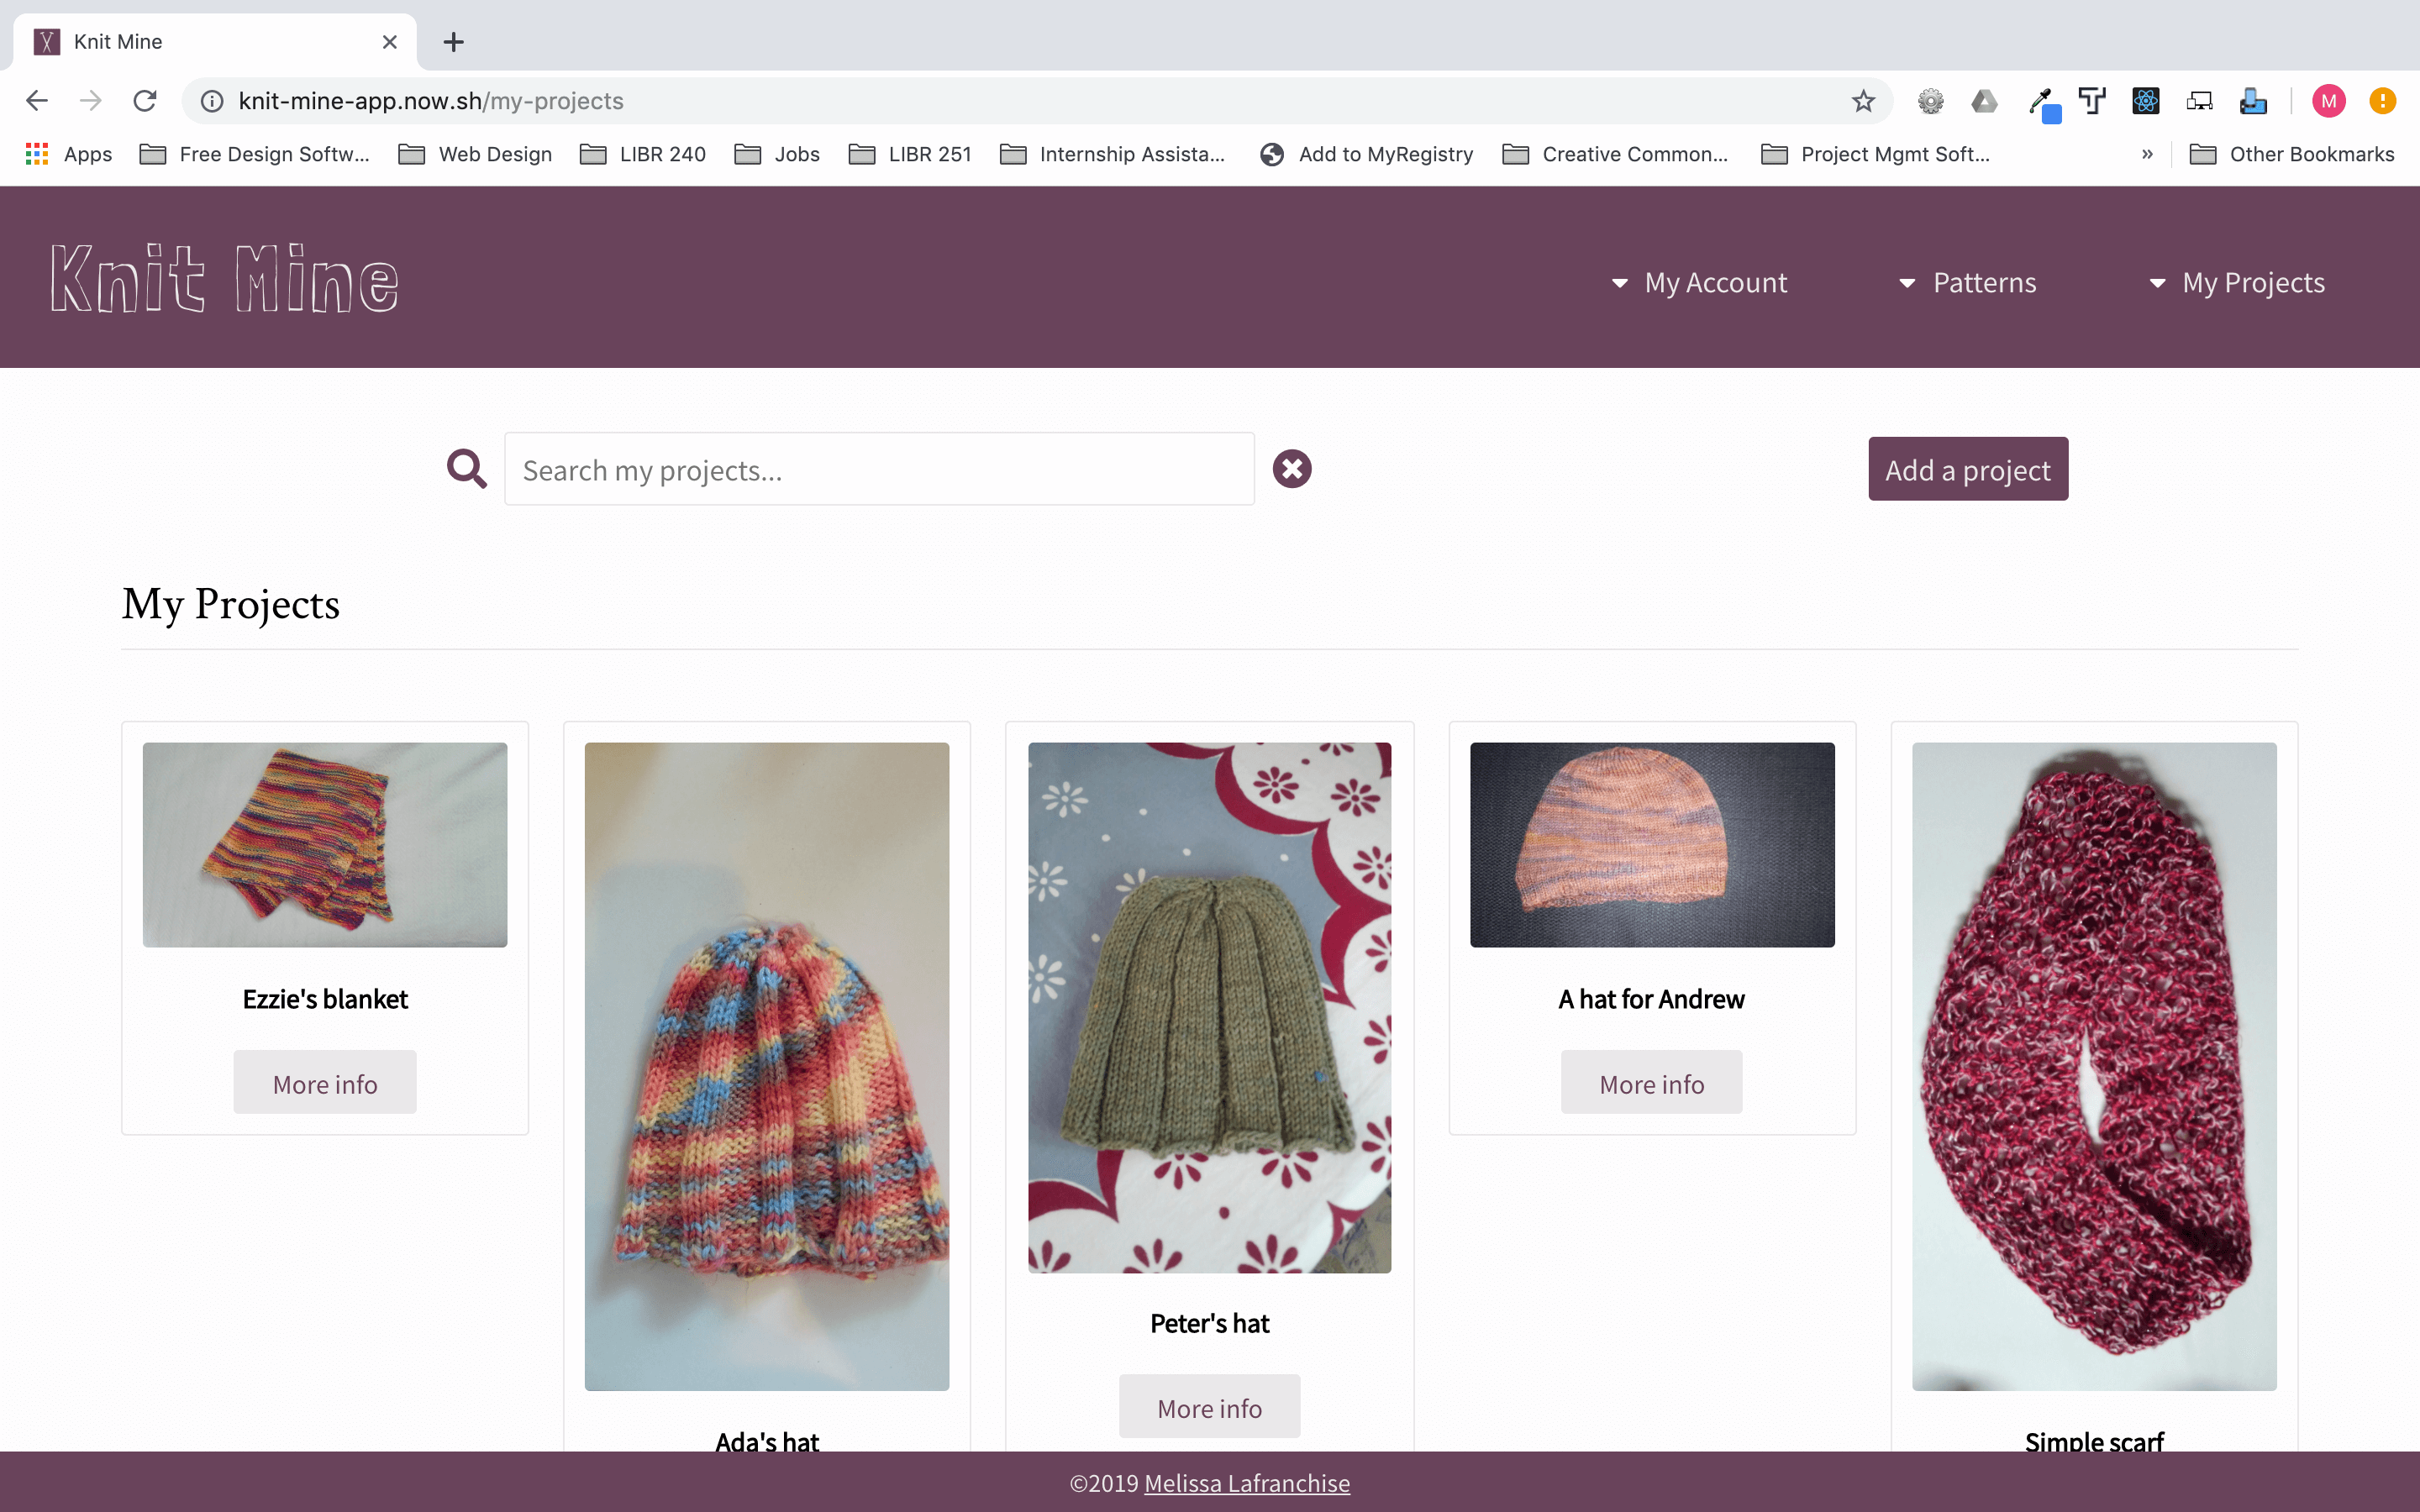 Knit Mine
knit-mine-app.now.sh/my-projects
M
Apps Free Design Softw... Web Design LIBR 240 Jobs LIBR 251 Internship Assista... Add to MyRegistry Creative Common... Project Mgmt Soft... » Other Bookmarks
Knit Mine
My Account Patterns My Projects
Search my projects... Add a project
My Projects
Ezzie's blanket
More info
Ada's hat
Peter's hat
More info
A hat for Andrew
More info
Simple scarf
©2019 Melissa Lafranchise